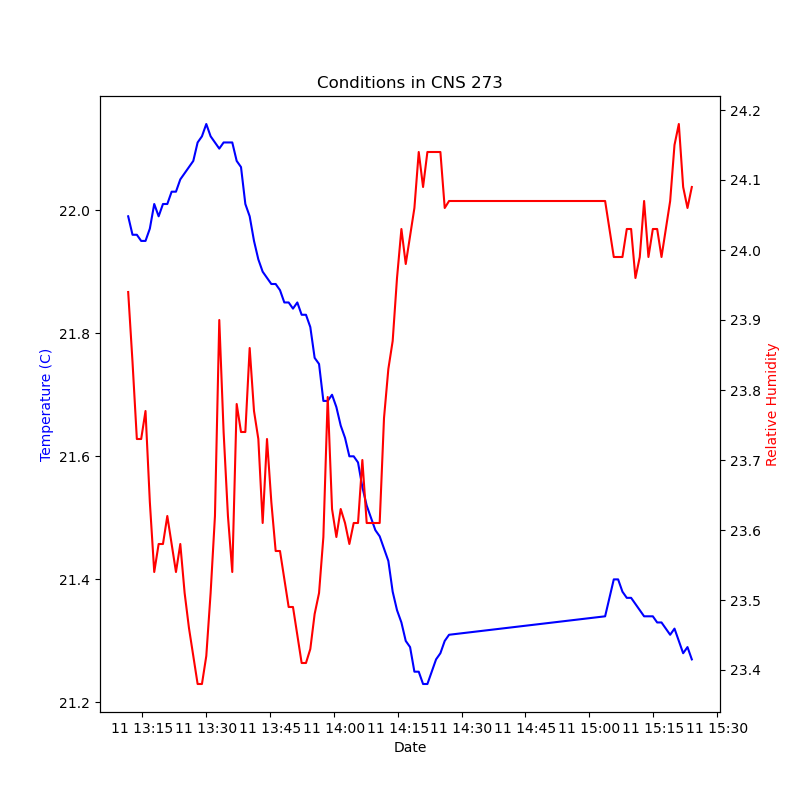 Conditions in CNS 273
24.2
24.1
22.0
24.0
23.9
21.8
23.8
Temperature (C)
Relative Humidity
23.7
21.6
23.6
23.5
21.4
23.4
21.2
11 13:15 11 13:30 11 13:45 11 14:00 11 14:15 11 14:30 11 14:45 11 15:00 11 15:15 11 15:30
Date